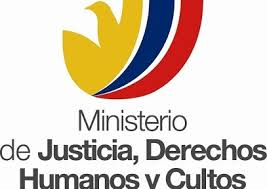 Ministerio
de Justicia, Derechos
Humanos y Cultos